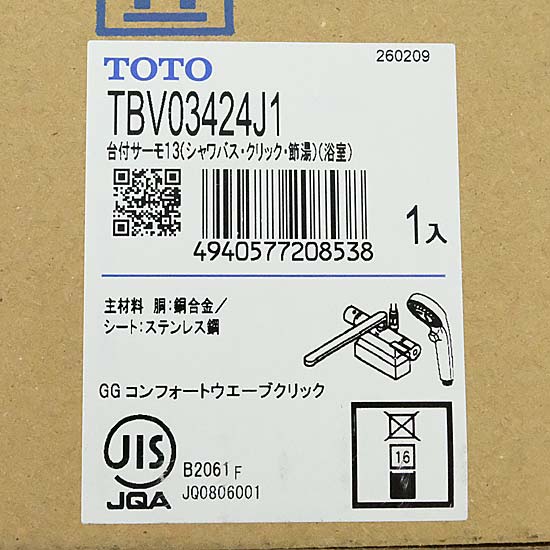 TOTO
260209
TBV03424J1
台付サーモ13(シャワバス・クリック・節湯)(浴室)
4940577208538
1入
主材料 胴:銅合金/
シート:ステンレス鋼
GG コンフォートウエーブクリック
JIS
JQA
B2061 F
JQ0806001
16